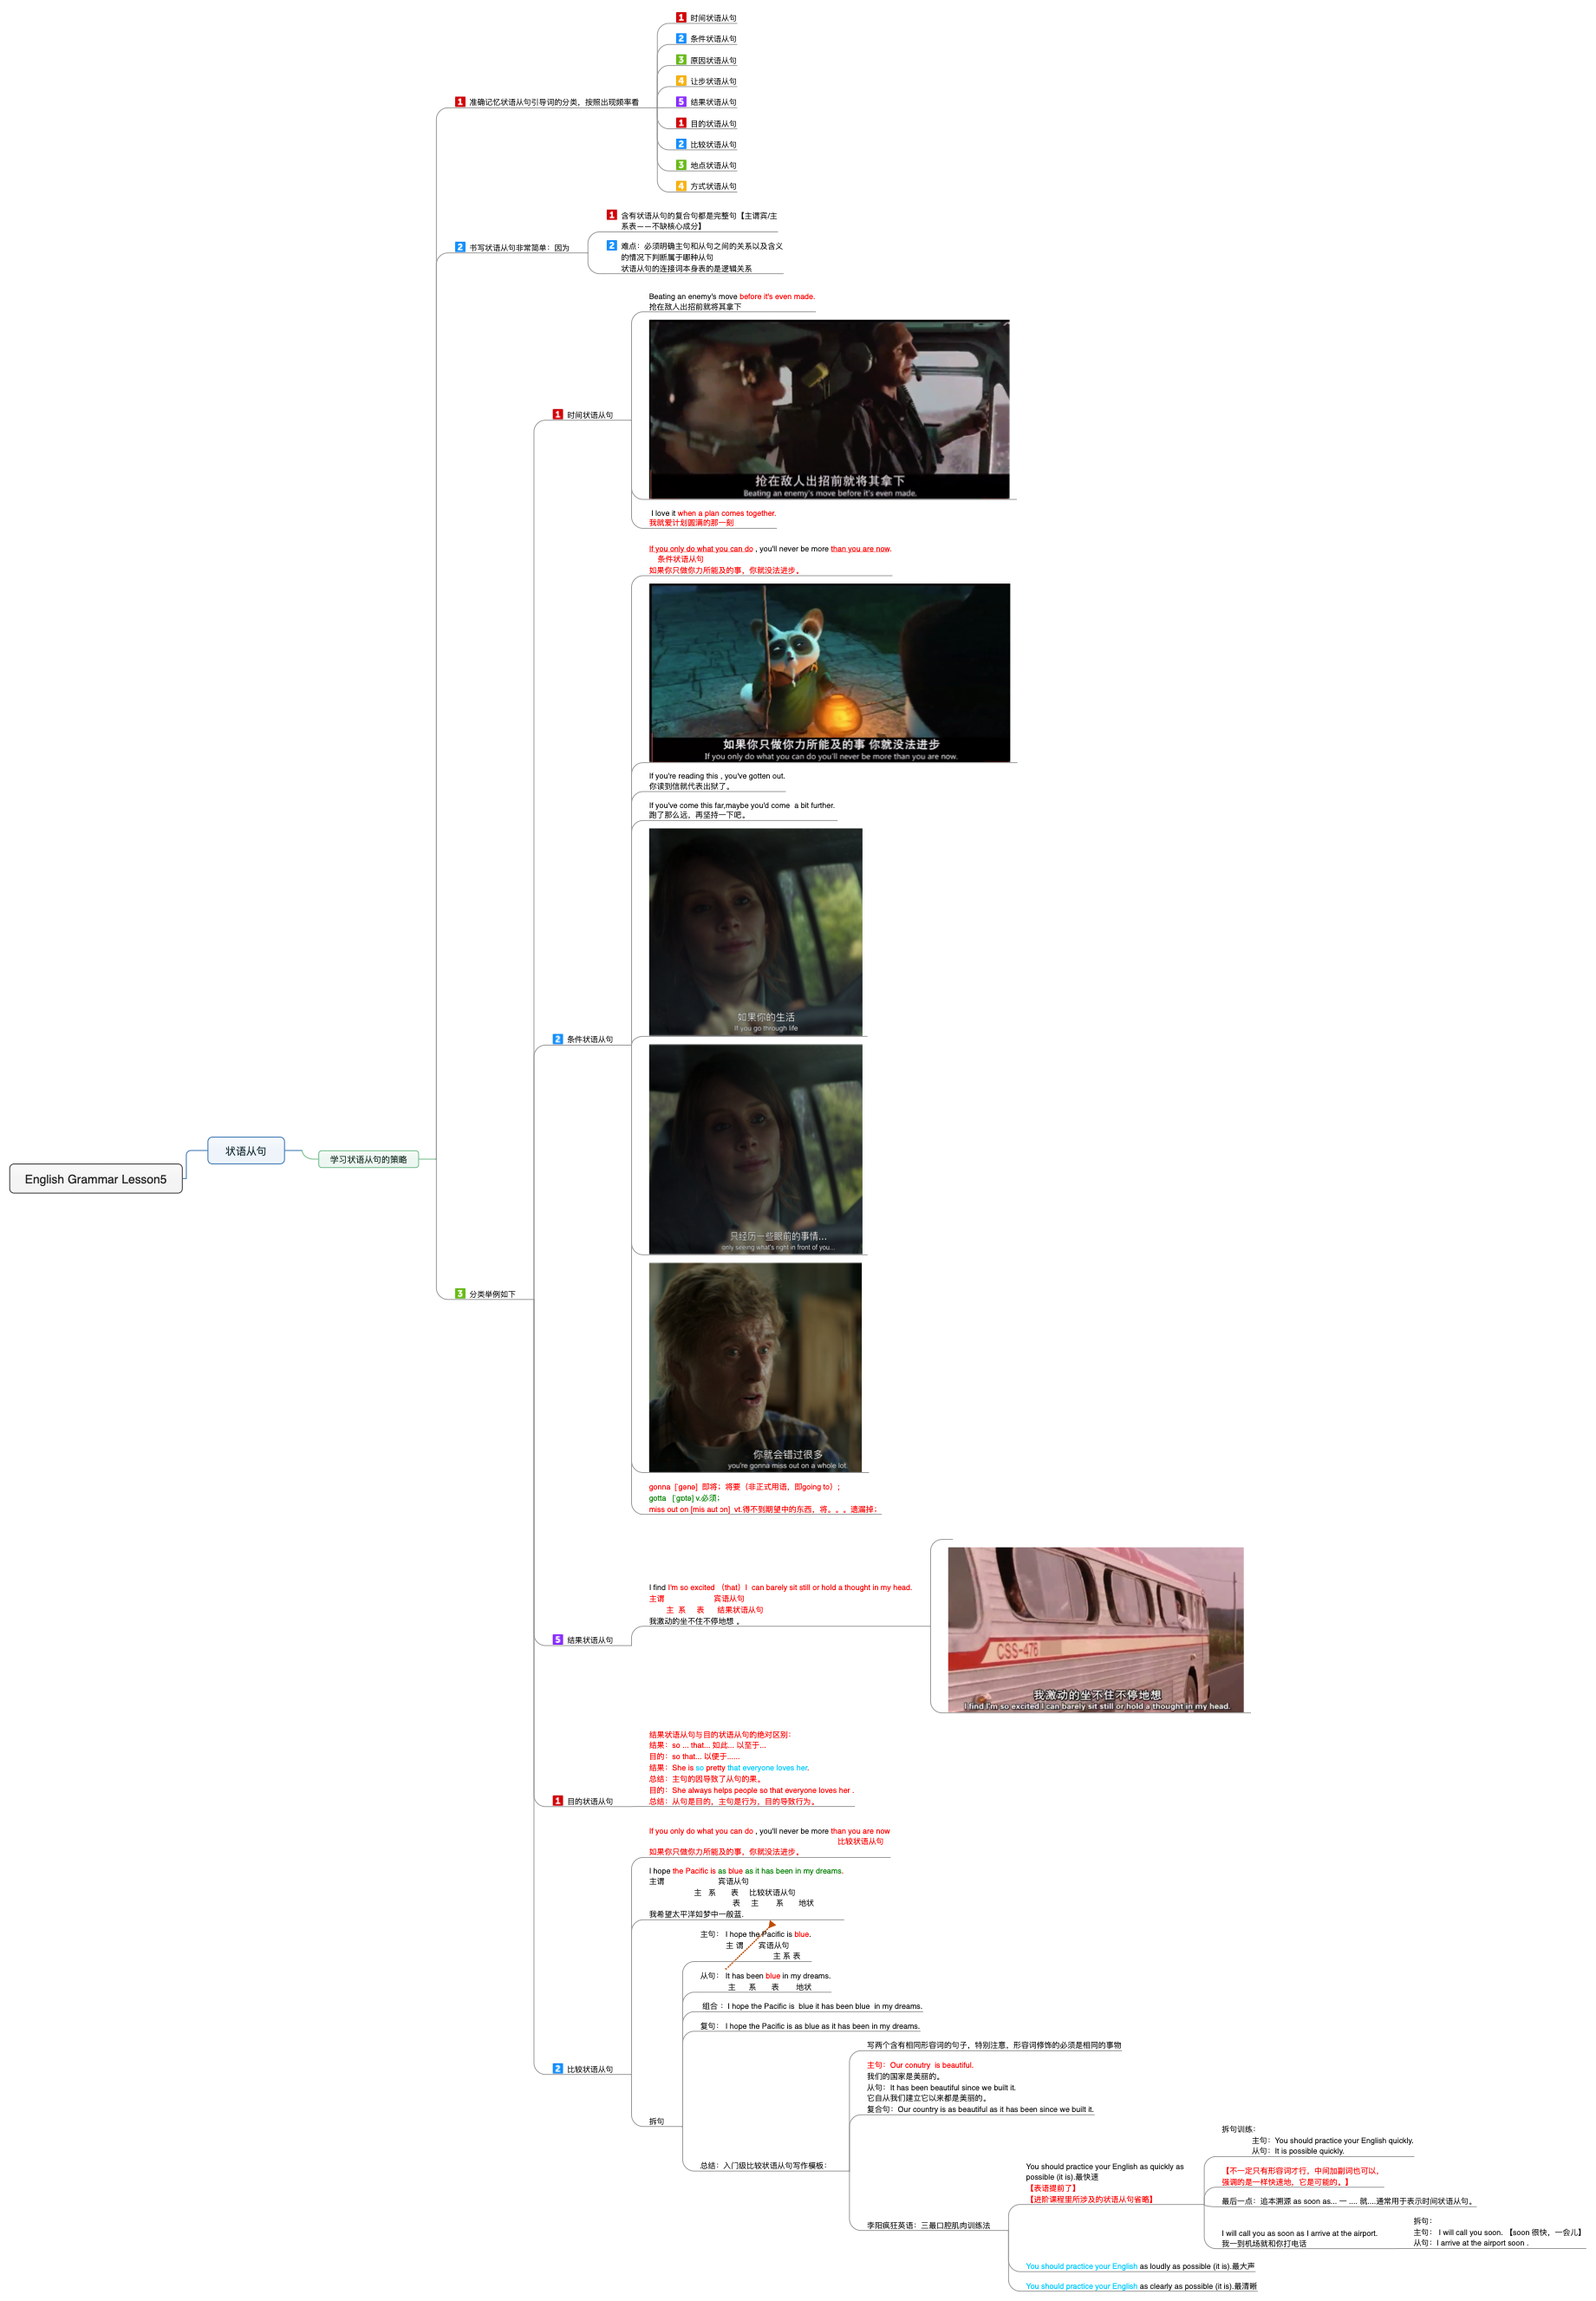 English Grammar Lesson5
状语从句
学习状语从句的策略
1 准确记忆状语从句引导词的分类，按照出现频率看
1 时间状语从句
2 条件状语从句
3 原因状语从句
4 让步状语从句
5 结果状语从句
1 目的状语从句
2 比较状语从句
3 地点状语从句
4 方式状语从句
2 书写状语从句非常简单：因为
1 含有状语从句的复合句都是完整句【主谓宾/主
系表——不缺核心成分】
2 难点：必须明确主句和从句之间的关系以及含义
的情况下判断属于哪种从句
状语从句的连接词本身表的是逻辑关系
3 分类举例如下
1 时间状语从句
Beating an enemy's move before it's even made.
抢在敌人出招前就将其拿下
抢在敌人出招前就将其拿下
Beating an enemy's move before it's even made.
I love it when a plan comes together.
我就爱计划圆满的那一刻
2 条件状语从句
If you only do what you can do , you'll never be more than you are now.
条件状语从句
如果你只做你力所能及的事，你就没法进步。
如果你只做你力所能及的事 你就没法进步
If you only do what you can do you'll never be more than you are now.
If you're reading this , you've gotten out.
你读到信就代表出狱了。
If you've come this far,maybe you'd come a bit further.
跑了那么远，再坚持一下吧。
如果你的生活
If you go through life
只经历一些眼前的事情...
only seeing what's right in front of you...
你就会错过很多
you're gonna miss out on a whole lot.
gonna [ˈgənə] 即将；将要（非正式用语，即going to）;
gotta [ˈgɒtə] v.必须；
miss out on [mis aut ɔn] vt.得不到期望中的东西，将。。。遗漏掉；
5 结果状语从句
I find I'm so excited （that）I can barely sit still or hold a thought in my head.
主谓 宾语从句
主 系 表 结果状语从句
我激动的坐不住不停地想 。
CSS-476
我激动的坐不住不停地想
I find I'm so excited I can barely sit still or hold a thought in my head.
1 目的状语从句
结果状语从句与目的状语从句的绝对区别：
结果：so ... that... 如此... 以至于...
目的：so that... 以便于......
结果：She is so pretty that everyone loves her.
总结：主句的因导致了从句的果。
目的：She always helps people so that everyone loves her .
总结：从句是目的，主句是行为，目的导致行为。
2 比较状语从句
If you only do what you can do , you'll never be more than you are now
比较状语从句
如果你只做你力所能及的事，你就没法进步。
I hope the Pacific is as blue as it has been in my dreams.
主谓 宾语从句
主 系 表 比较状语从句
表 主 系 地状
我希望太平洋如梦中一般蓝.
拆句
主句： I hope the Pacific is blue.
主 谓 宾语从句
主 系 表
从句： It has been blue in my dreams.
主 系 表 地状
组合： I hope the Pacific is blue it has been blue in my dreams.
复句： I hope the Pacific is as blue as it has been in my dreams.
总结：入门级比较状语从句写作模板：
写两个含有相同形容词的句子，特别注意，形容词修饰的必须是相同的事物
主句：Our conutry is beautiful.
我们的国家是美丽的。
从句：It has been beautiful since we built it.
它自从我们建立它以来都是美丽的。
复合句：Our country is as beautiful as it has been since we built it.
李阳疯狂英语：三最口腔肌肉训练法
You should practice your English as quickly as
possible (it is).最快速
【表语提前了】
【进阶课程里所涉及的状语从句省略】
拆句训练：
主句：You should practice your English quickly.
从句：It is possible quickly.
【不一定只有形容词才行，中间加副词也可以，
强调的是一样快速地，它是可能的。】
最后一点：追本溯源 as soon as... 一 .... 就....通常用于表示时间状语从句。
I will call you as soon as I arrive at the airport.
我一到机场就和你打电话
拆句：
主句： I will call you soon. 【soon 很快，一会儿】
从句：I arrive at the airport soon .
You should practice your English as loudly as possible (it is).最大声
You should practice your English as clearly as possible (it is).最清晰